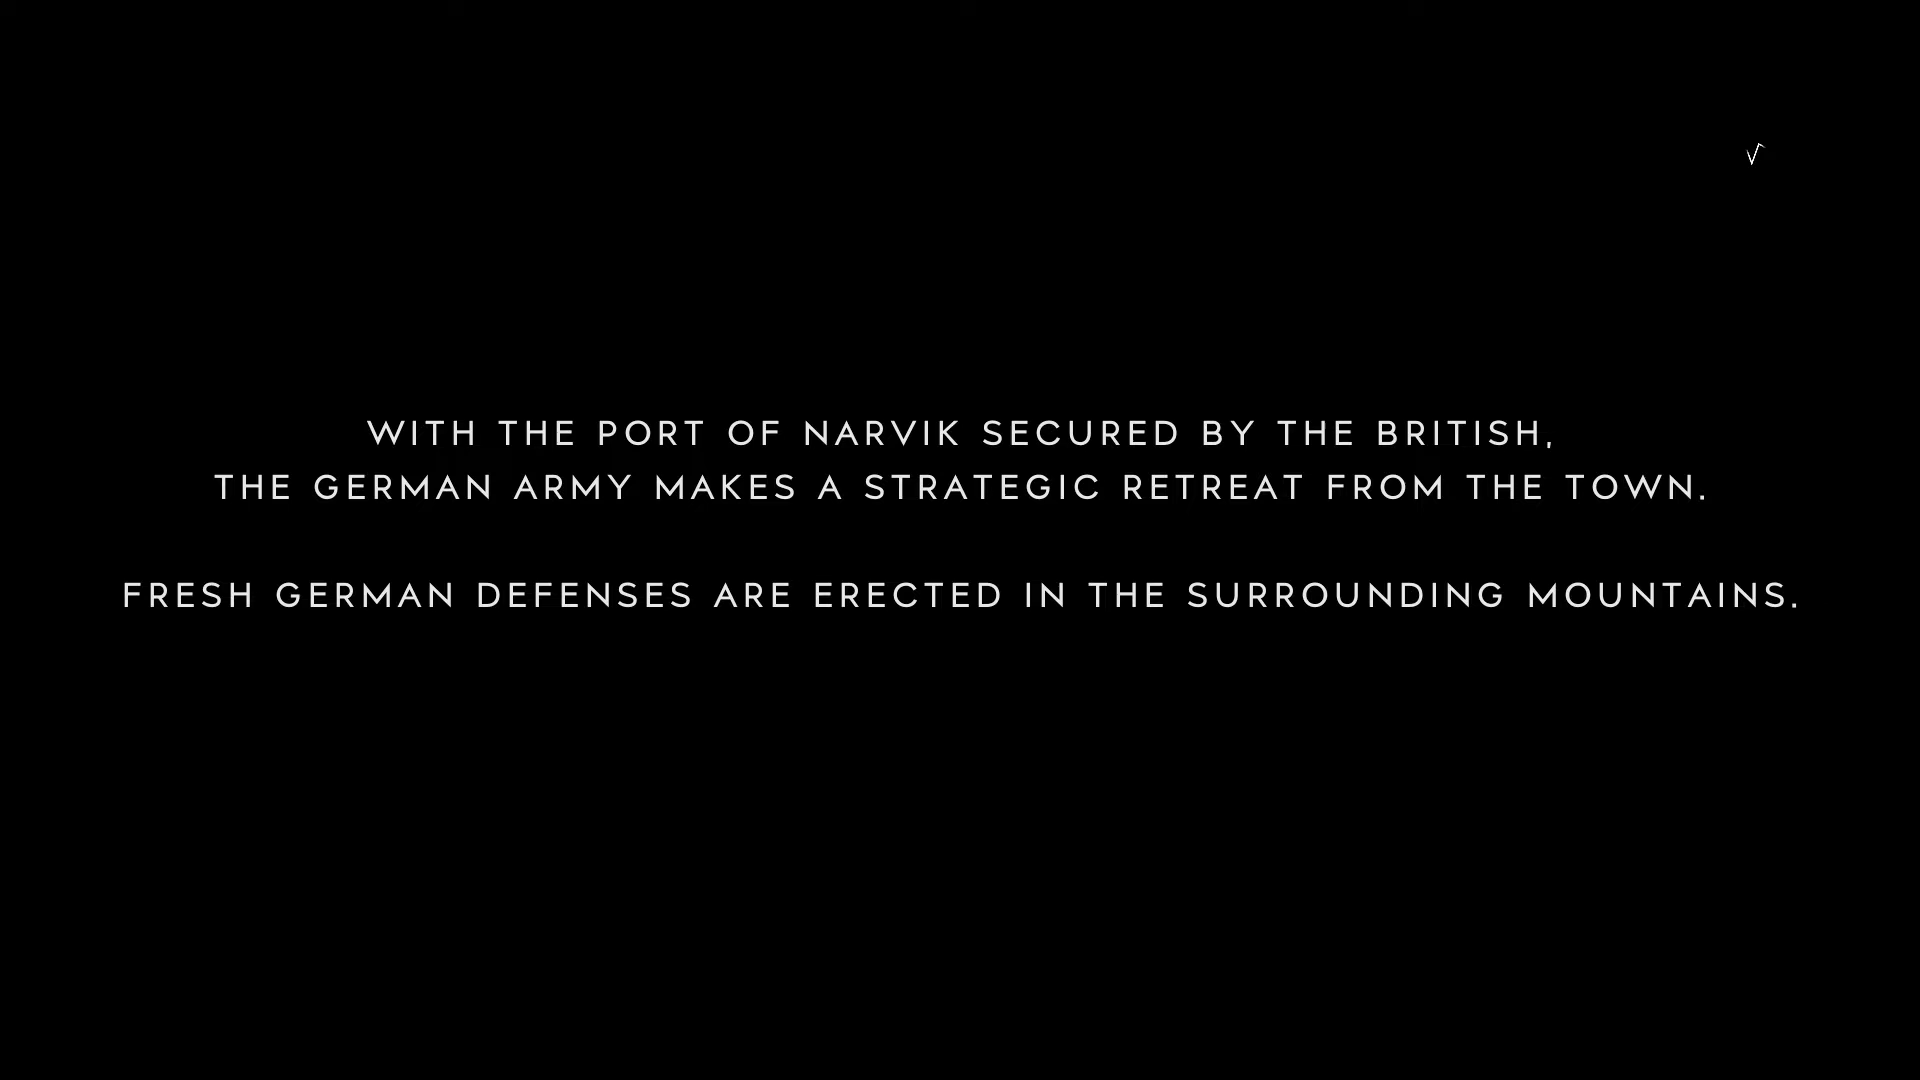 WITH THE PORT OF NARVIK SECURED BY THE BRITISH,
THE GERMAN ARMY MAKES A STRATEGIC RETREAT FROM THE TOWN.
FRESH GERMAN DEFENSES ARE ERECTED IN THE SURROUNDING MOUNTAINS.